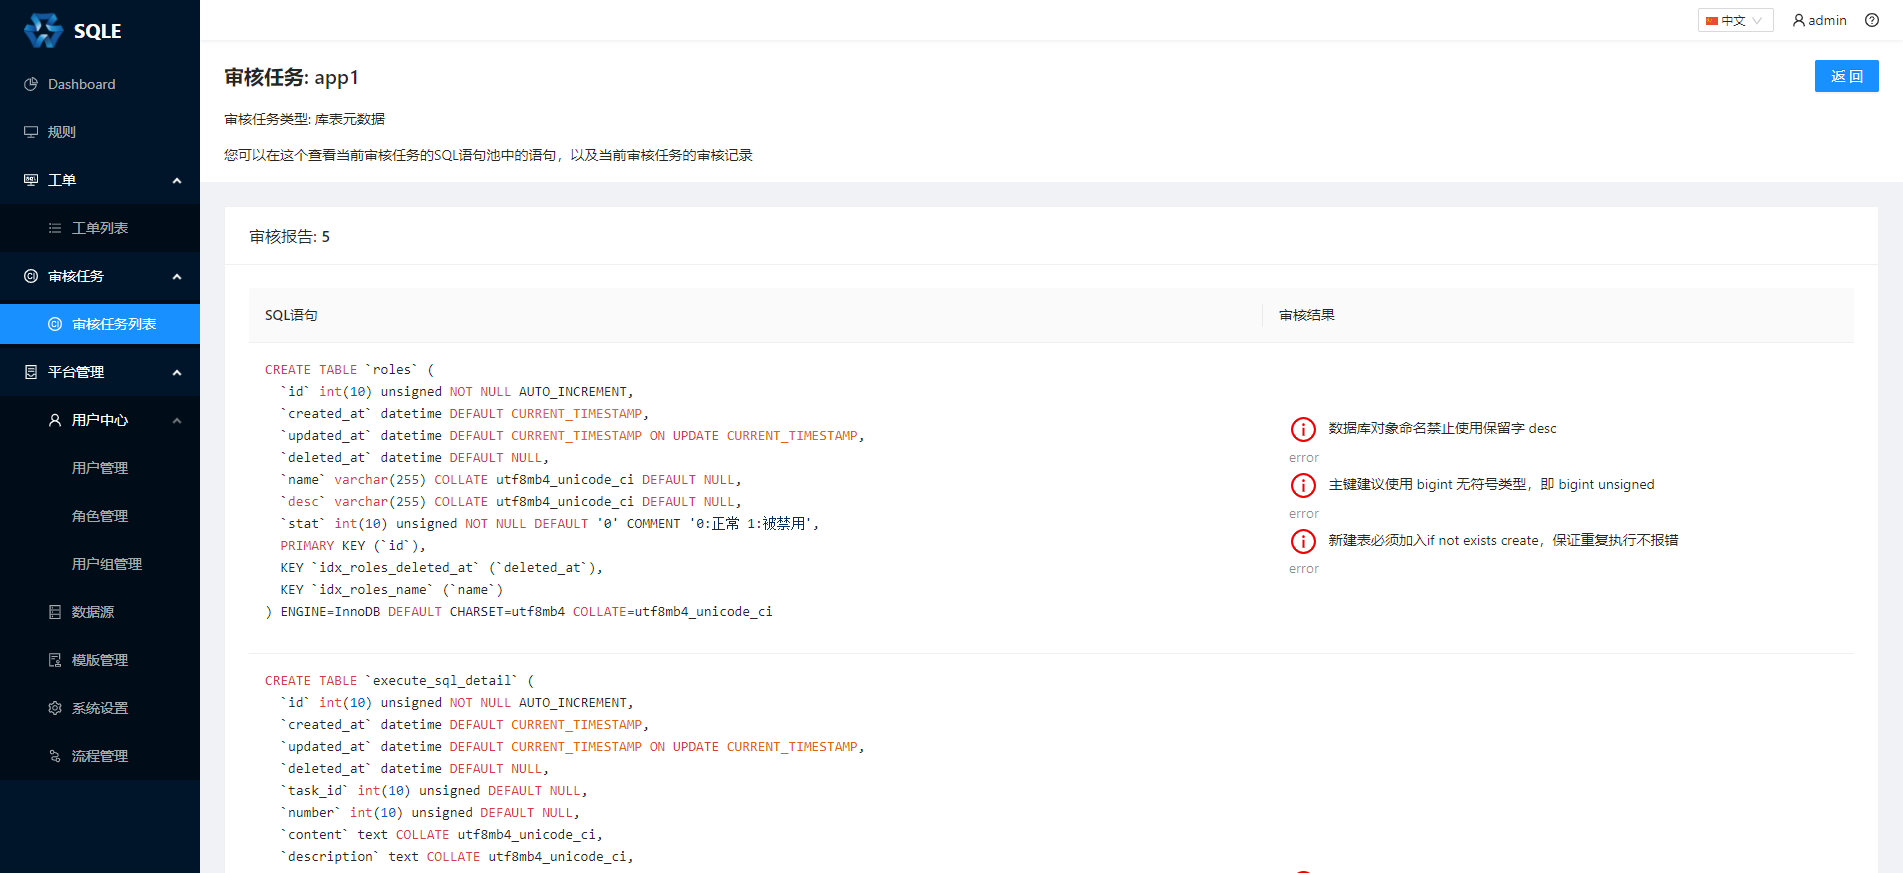 SQLE
中文
admin
Dashboard
规则
工单
工单列表
审核任务
审核任务列表
平台管理
用户中心
用户管理
角色管理
用户组管理
数据源
模版管理
系统设置
流程管理
审核任务: app1
返 回
审核任务类型: 库表元数据
您可以在这个查看当前审核任务的SQL语句池中的语句，以及当前审核任务的审核记录
审核报告: 5
SQL语句
审核结果
CREATE TABLE `roles` (
`id` int(10) unsigned NOT NULL AUTO_INCREMENT,
`created_at` datetime DEFAULT CURRENT_TIMESTAMP,
`updated_at` datetime DEFAULT CURRENT_TIMESTAMP ON UPDATE CURRENT_TIMESTAMP,
`deleted_at` datetime DEFAULT NULL,
`name` varchar(255) COLLATE utf8mb4_unicode_ci DEFAULT NULL,
`desc` varchar(255) COLLATE utf8mb4_unicode_ci DEFAULT NULL,
`stat` int(10) unsigned NOT NULL DEFAULT '0' COMMENT '0:正常 1:被禁用',
PRIMARY KEY (`id`),
KEY `idx_roles_deleted_at` (`deleted_at`),
KEY `idx_roles_name` (`name`)
) ENGINE=InnoDB DEFAULT CHARSET=utf8mb4 COLLATE=utf8mb4_unicode_ci
数据库对象命名禁止使用保留字 desc
error
主键建议使用 bigint 无符号类型，即 bigint unsigned
error
新建表必须加入if not exists create，保证重复执行不报错
error
CREATE TABLE `execute_sql_detail` (
`id` int(10) unsigned NOT NULL AUTO_INCREMENT,
`created_at` datetime DEFAULT CURRENT_TIMESTAMP,
`updated_at` datetime DEFAULT CURRENT_TIMESTAMP ON UPDATE CURRENT_TIMESTAMP,
`deleted_at` datetime DEFAULT NULL,
`task_id` int(10) unsigned DEFAULT NULL,
`number` int(10) unsigned DEFAULT NULL,
`content` text COLLATE utf8mb4_unicode_ci,
`description` text COLLATE utf8mb4_unicode_ci,